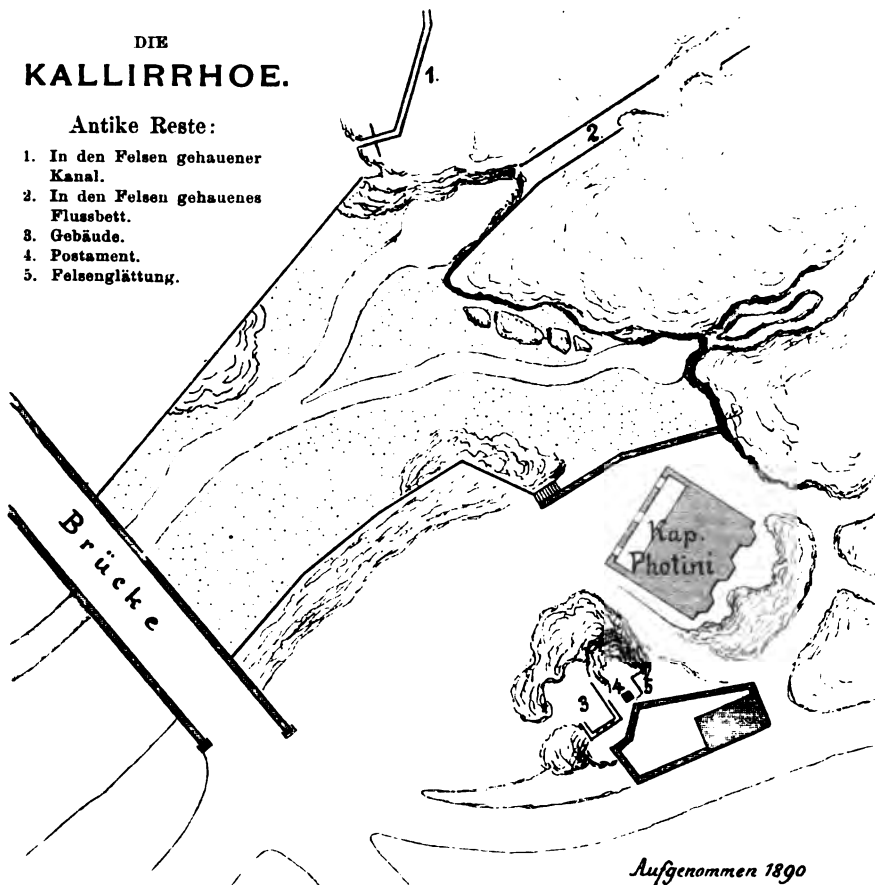 DIE
KALLIRRHOE.
Antike Reste:
1. In den Felsen gehauener
Kanal.
2. In den Felsen gehauenes
Flussbett.
3. Gebäude.
4. Postament.
5. Felsenglättung.
1.
2.
Brücke
Kap.
Photini
3
4
5
Aufgenommen 1890